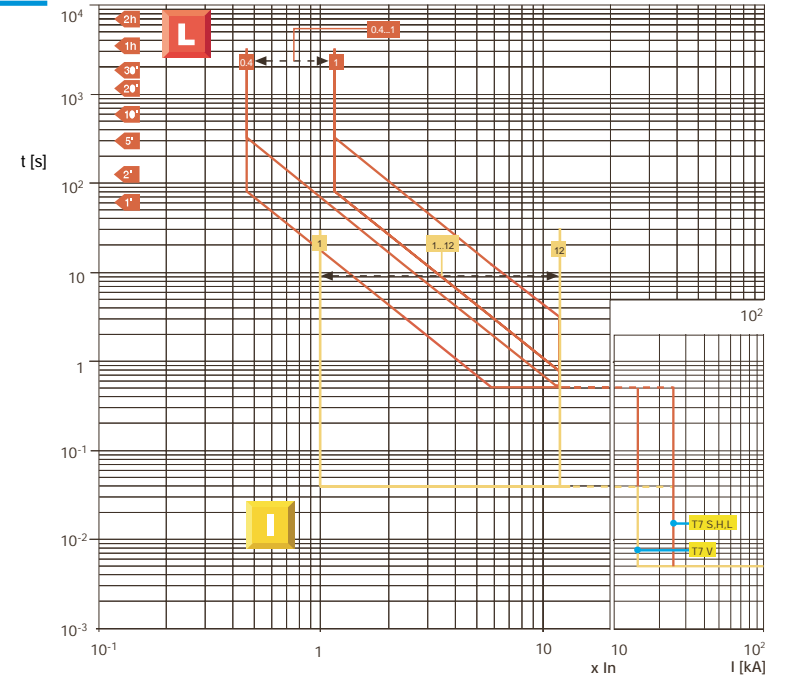 10⁴
2h
L
0.4...1
1h
0.4
1
30'
20'
10³
10'
5'
t [s]
2'
10²
1'
1
1...12
12
10
10²
1
10⁻¹
I
T7 S,H,L
10⁻²
T7 V
10⁻³
10⁻¹
1
10
10
10²
x In
I [kA]